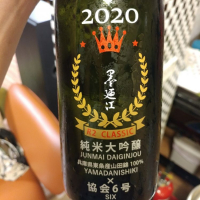 2020
墨廼江
R2 CLASSIC
純米大吟醸
JUNMAI DAIGINJOU
兵庫県東条産山田錦100%
YAMADANISHIKI
×
協会6号
SIX